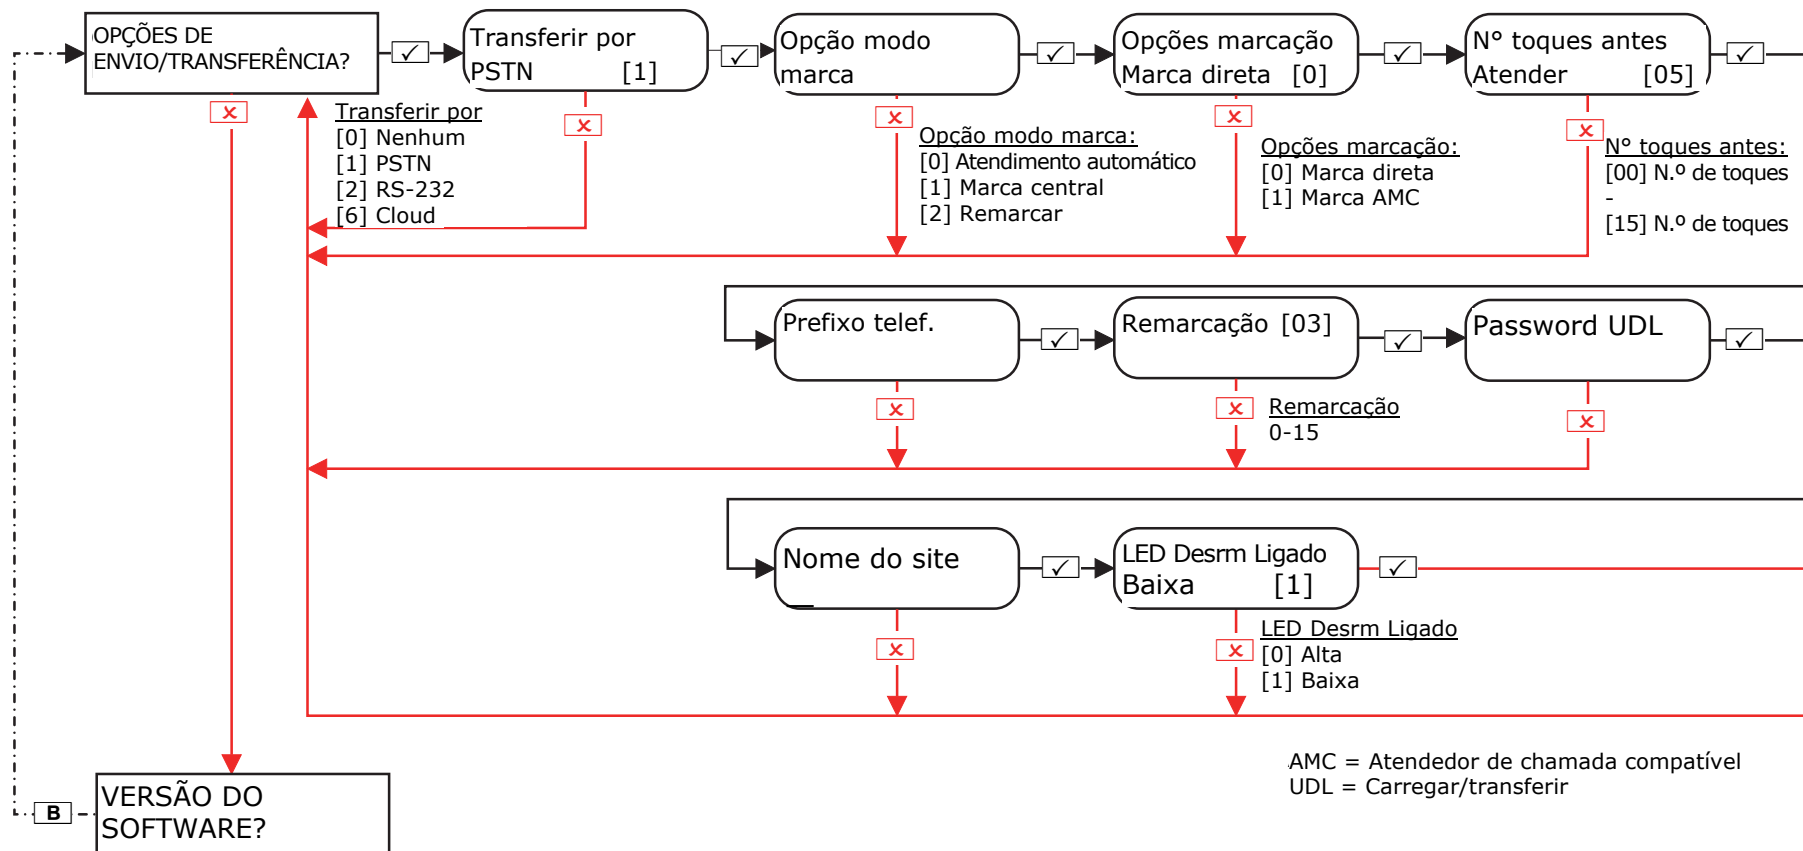 OPÇÕES DE
ENVIO/TRANSFERÊNCIA?
Transferir por
PSTN [1]
Opção modo
marca
Opções marcação
Marca direta [0]
N° toques antes
Atender [05]
Transferir por
[0] Nenhum
[1] PSTN
[2] RS-232
[6] Cloud
Opção modo marca:
[0] Atendimento automático
[1] Marca central
[2] Remarcar
Opções marcação:
[0] Marca direta
[1] Marca AMC
N° toques antes:
[00] N.º de toques
-
[15] N.º de toques
Prefixo telef.
Remarcação [03]
Password UDL
Remarcação
0-15
Nome do site
LED Desrm Ligado
Baixa [1]
LED Desrm Ligado
[0] Alta
[1] Baixa
AMC = Atendedor de chamada compatível
UDL = Carregar/transferir
B
VERSÃO DO
SOFTWARE?